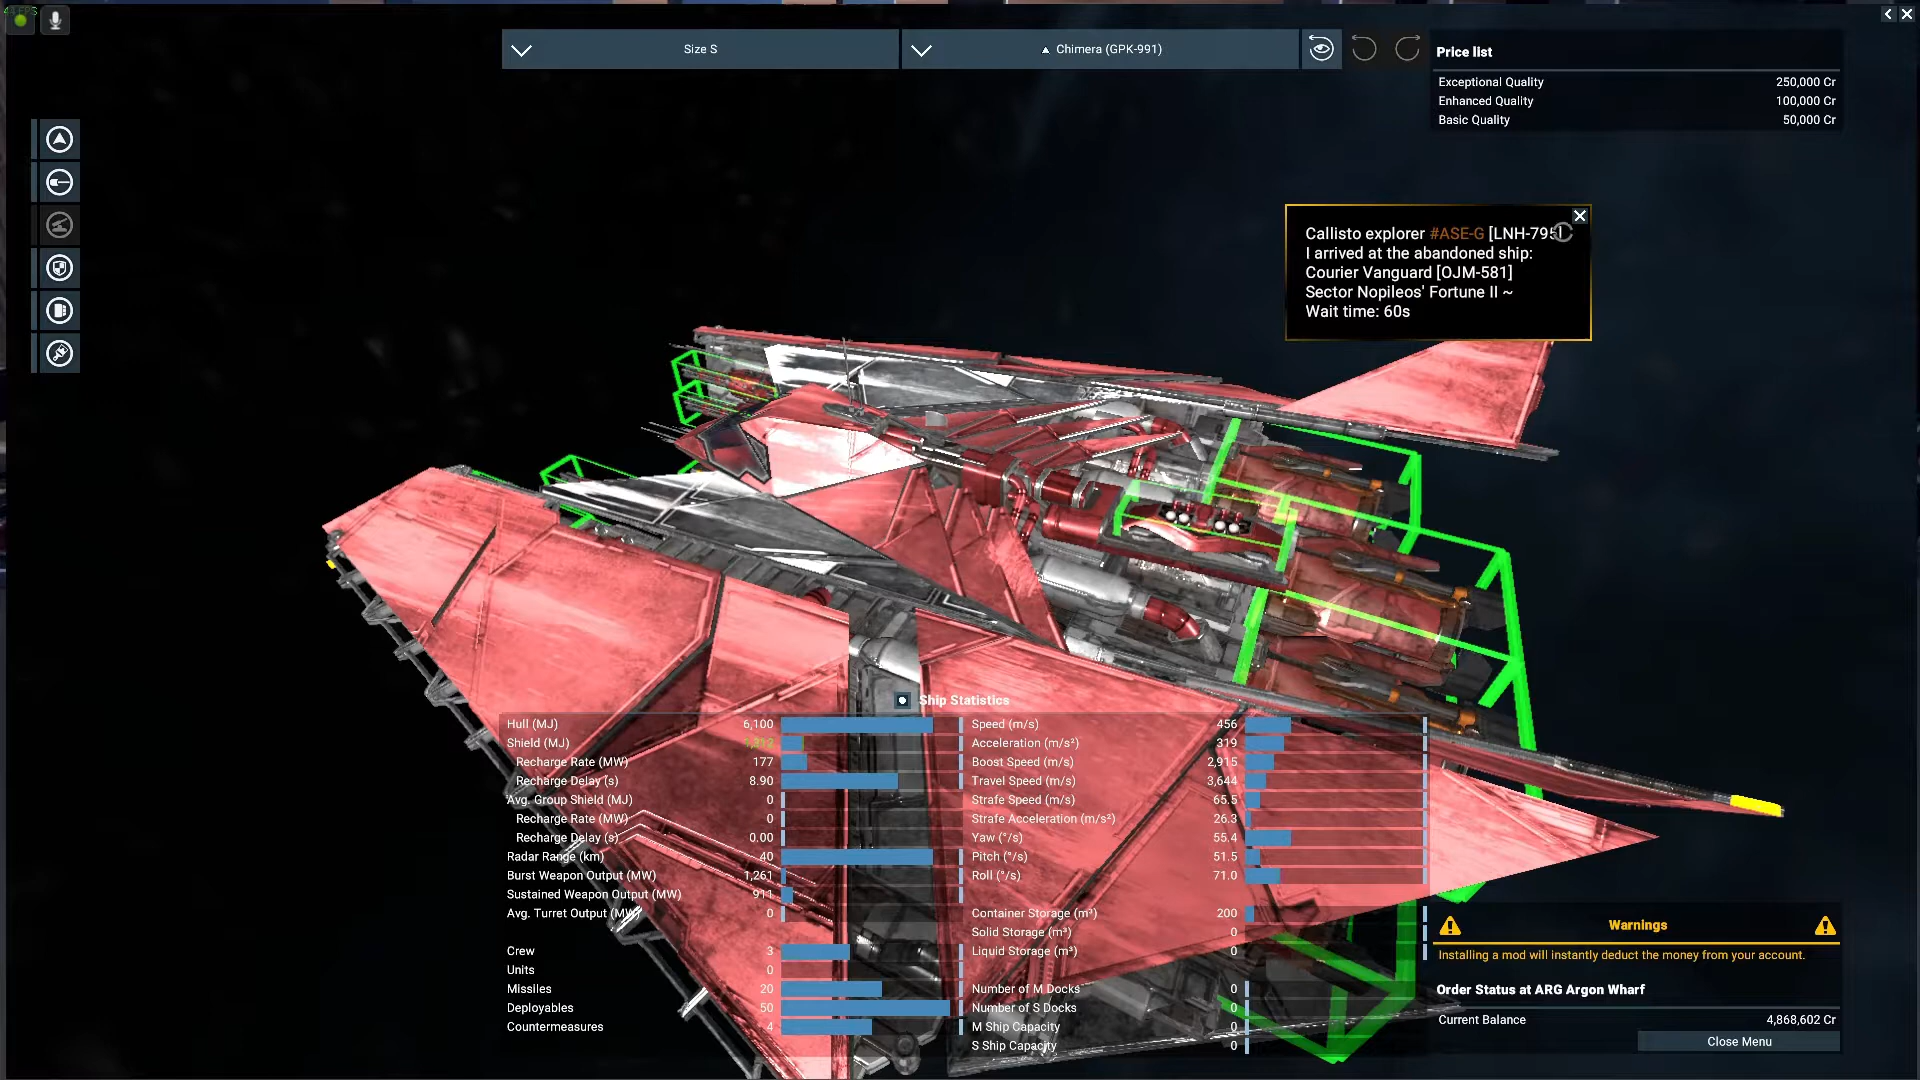 Size S
▲ Chimera (GPK-991)
Price list
Exceptional Quality 250,000 Cr
Enhanced Quality 100,000 Cr
Basic Quality 50,000 Cr
Callisto explorer #ASE-G [LNH-795]
I arrived at the abandoned ship:
Courier Vanguard [OJM-581]
Sector Nopileos' Fortune II ~
Wait time: 60s
Ship Statistics
Hull (MJ) 6,100
Shield (MJ)
Recharge Rate (MW) 177
Recharge Delay (s) 8.90
Avg. Group Shield (MJ) 0
Recharge Rate (MW) 0
Recharge Delay (s) 0.00
Radar Range (km) 40
Burst Weapon Output (MW) 1,261
Sustained Weapon Output (MW) 911
Avg. Turret Output (MW) 0
Crew 3
Units 0
Missiles 20
Deployables 50
Countermeasures 4
Speed (m/s) 456
Acceleration (m/s²) 319
Boost Speed (m/s) 2,915
Travel Speed (m/s) 3,644
Strafe Speed (m/s) 65.5
Strafe Acceleration (m/s²) 26.3
Yaw (°/s) 55.4
Pitch (°/s) 51.5
Roll (°/s) 71.0
Container Storage (m³) 200
Solid Storage (m³) 0
Liquid Storage (m³) 0
Number of M Docks 0
Number of S Docks 0
M Ship Capacity 0
S Ship Capacity 0
Warnings
Installing a mod will instantly deduct the money from your account.
Order Status at ARG Argon Wharf
Current Balance 4,868,602 Cr
Close Menu